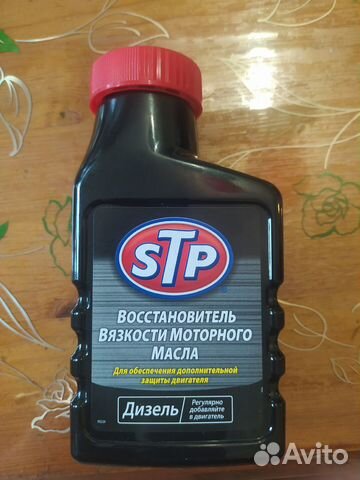 STP
Восстановитель
Вязкости Моторного
Масла
Для обеспечения дополнительной
защиты двигателя
Дизель
Регулярно
добавляйте
в двигатель
Avito